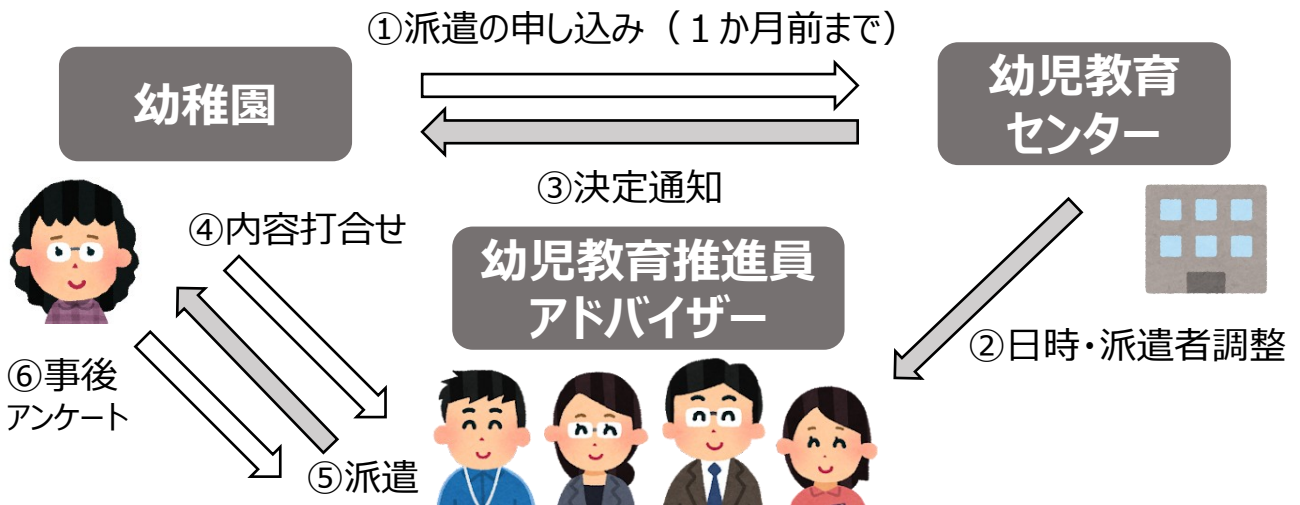 ①派遣の申し込み（１か月前まで）
幼稚園
幼児教育
センター
③決定通知
④内容打合せ
幼児教育推進員
アドバイザー
②日時・派遣者調整
⑥事後
アンケート
⑤派遣